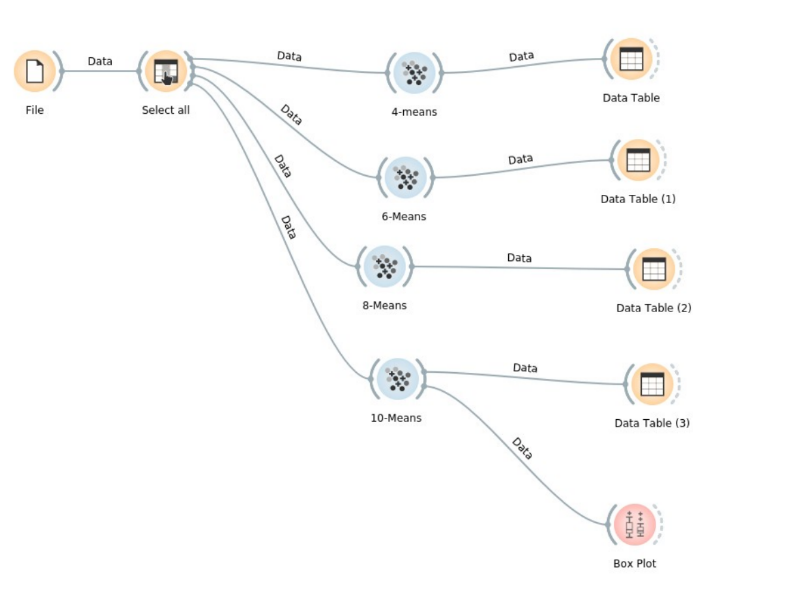 Data
Data
Data
File
Select all
4-means
Data Table
Data
Data
6-Means
Data Table (1)
Data
Data
Data
8-Means
Data Table (2)
Data
10-Means
Data Table (3)
Data
Box Plot